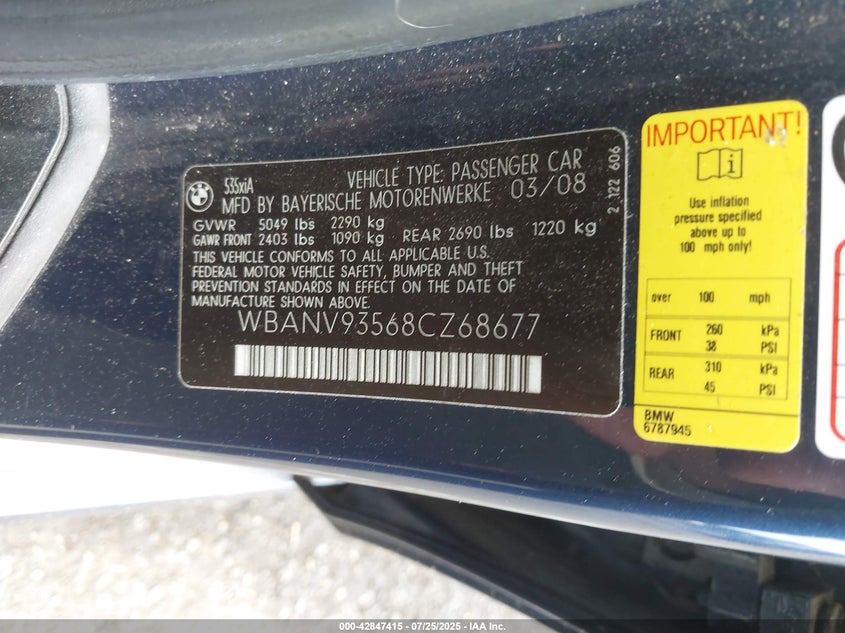 BMW
535xiA
VEHICLE TYPE: PASSENGER CAR
MFD BY BAYERISCHE MOTORENWERKE 03/08
GVWR 5049 lbs 2290 kg
GAWR FRONT 2403 lbs 1090 kg REAR 2690 lbs 1220 kg
THIS VEHICLE CONFORMS TO ALL APPLICABLE U.S.
FEDERAL MOTOR VEHICLE SAFETY, BUMPER AND THEFT
PREVENTION STANDARDS IN EFFECT ON THE DATE OF
MANUFACTURE SHOWN ABOVE.
WBANV93568CZ68677
2 122 606
IMPORTANT!
i
Use inflation
pressure specified
above up to
100 mph only!
over 100 mph
FRONT 260 kPa
38 PSI
REAR 310 kPa
45 PSI
BMW
6787945
000-42847415 - 07/25/2025 - IAA Inc.